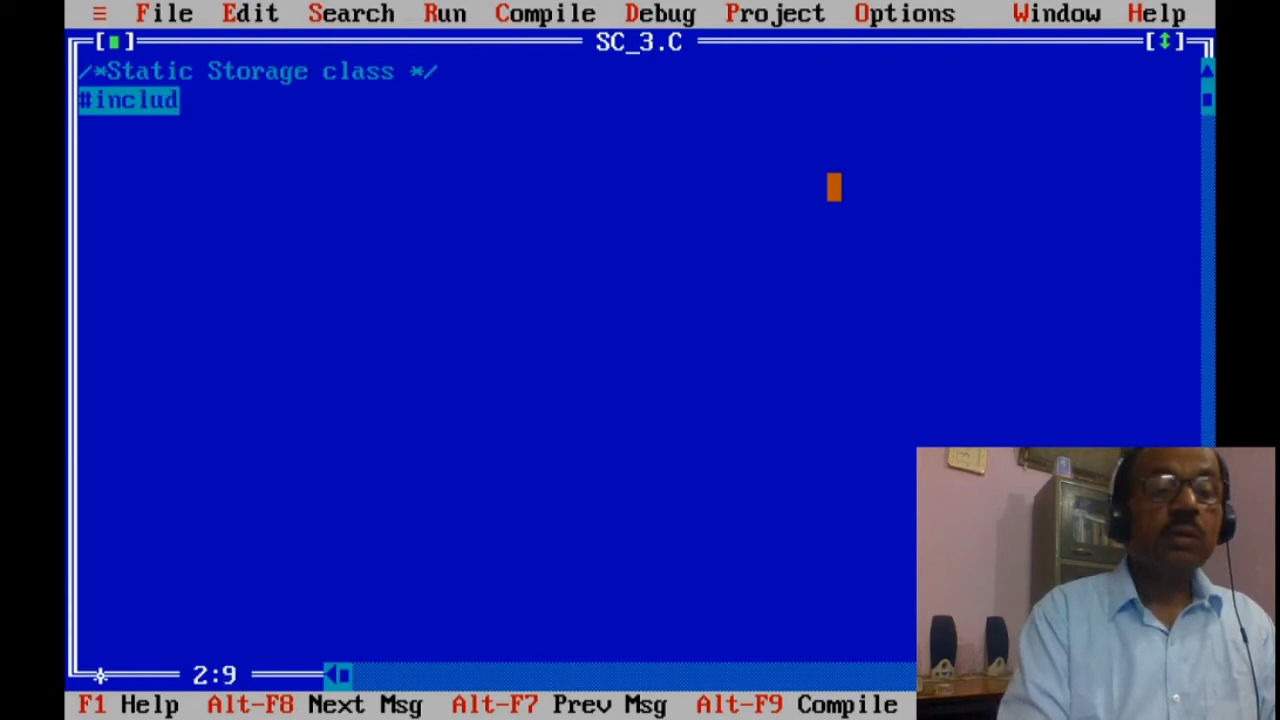 ≡ File Edit Search Run Compile Debug Project Options Window Help
[■] SC_3.C [↕]
/*Static Storage class */
#includ
2:9
F1 Help Alt-F8 Next Msg Alt-F7 Prev Msg Alt-F9 Compile